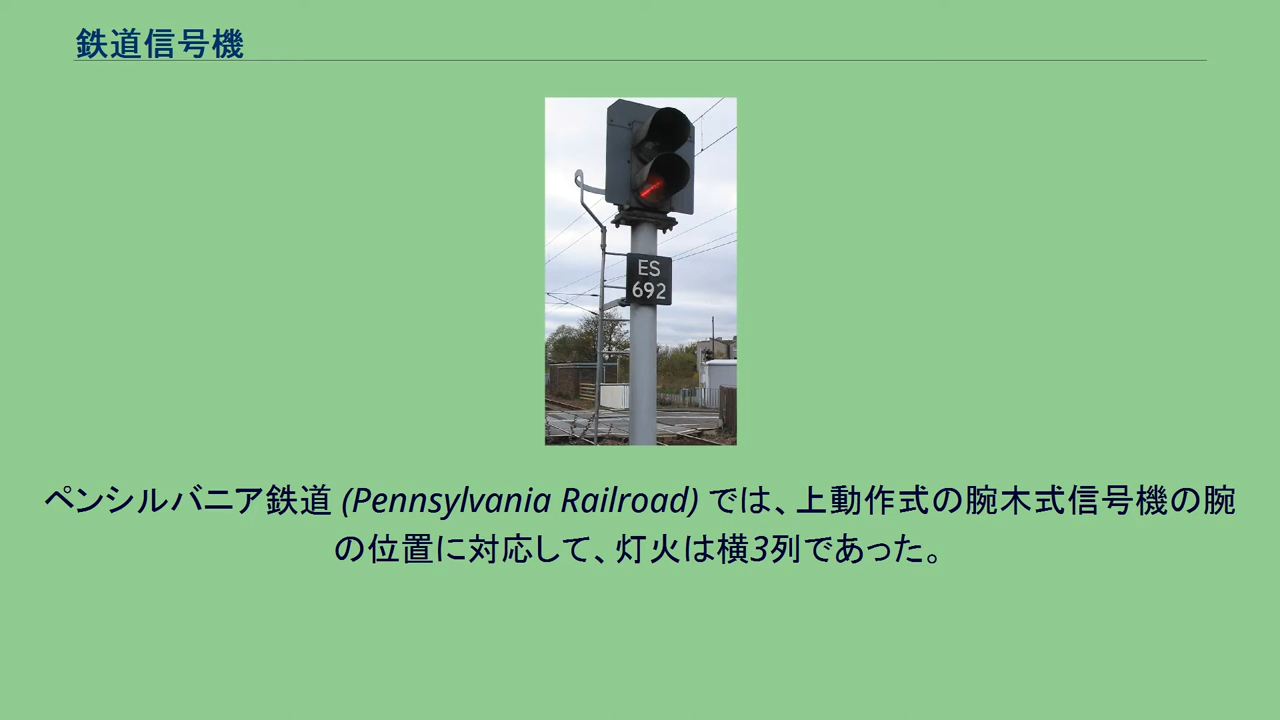 鉄道信号機
ES
692
ペンシルバニア鉄道 (Pennsylvania Railroad) では、上動作式の腕木式信号機の腕
の位置に対応して、灯火は横3列であった。